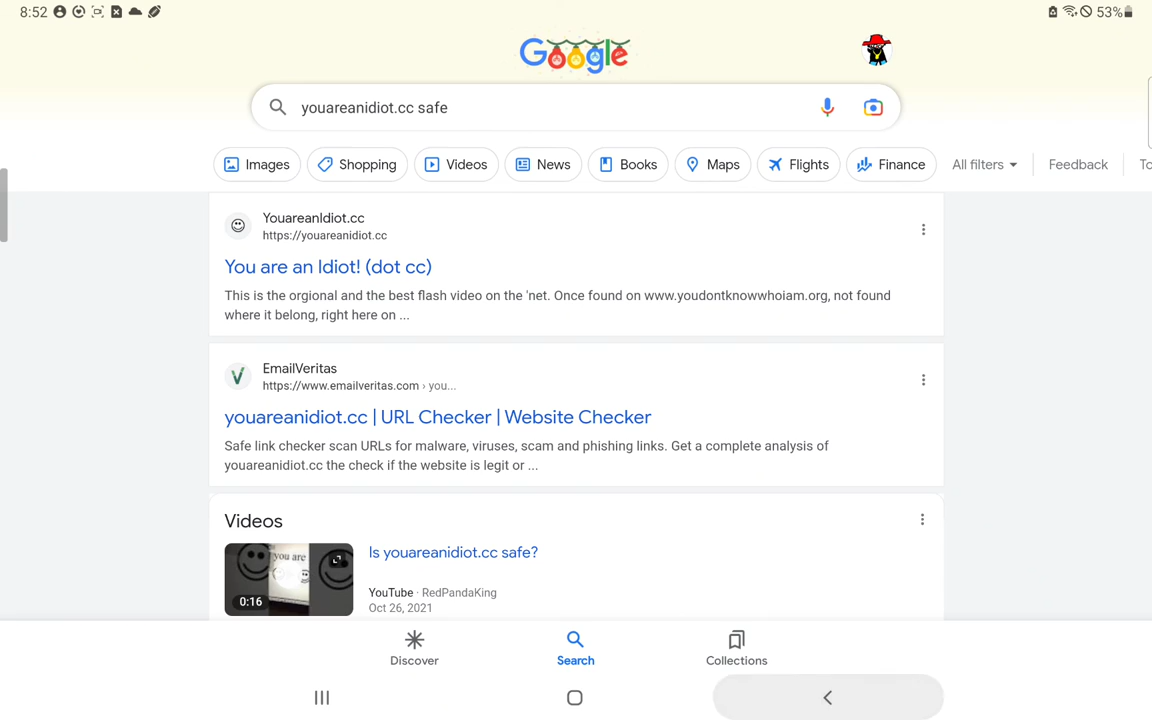 8:52
53%
Google
youareanidiot.cc safe
Images
Shopping
Videos
News
Books
Maps
Flights
Finance
All filters
Feedback
To
YouareanIdiot.cc
https://youareanidiot.cc
You are an Idiot! (dot cc)
This is the orgional and the best flash video on the 'net. Once found on www.youdontknowwhoiam.org, not found
where it belong, right here on ...
EmailVeritas
https://www.emailveritas.com › you...
youareanidiot.cc | URL Checker | Website Checker
Safe link checker scan URLs for malware, viruses, scam and phishing links. Get a complete analysis of
youareanidiot.cc the check if the website is legit or ...
Videos
you are
0:16
Is youareanidiot.cc safe?
YouTube · RedPandaKing
Oct 26, 2021
Discover
Search
Collections